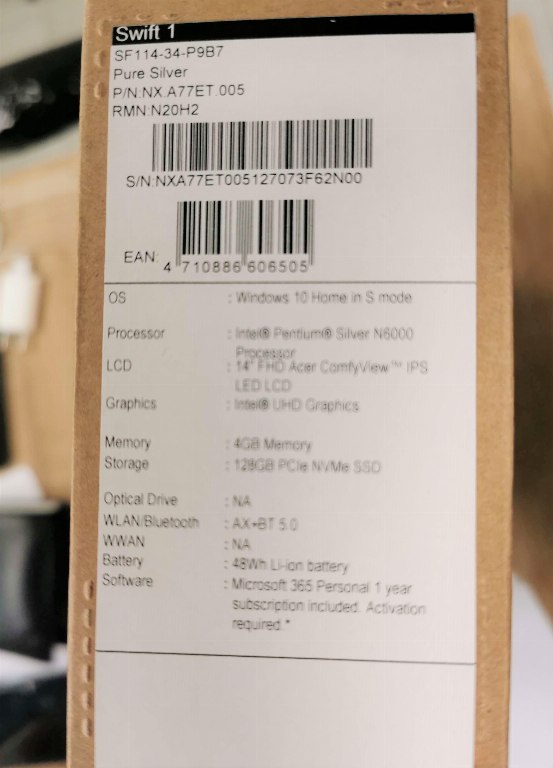 Swift 1
SF114-34-P9B7
Pure Silver
P/N:NX.A77ET.005
RMN:N20H2
S/N:NXA77ET005127073F62N00
EAN:
4 710886 606505
OS : Windows 10 Home in S mode
Processor : Intel® Pentium® Silver N6000
Processor
LCD : 14" FHD Acer ComfyView™ IPS
LED LCD
Graphics : Intel® UHD Graphics
Memory : 4GB Memory
Storage : 128GB PCIe NVMe SSD
Optical Drive : NA
WLAN/Bluetooth : AX+BT 5.0
WWAN : NA
Battery : 48Wh Li-ion battery
Software : Microsoft 365 Personal 1 year
subscription included. Activation
required.*